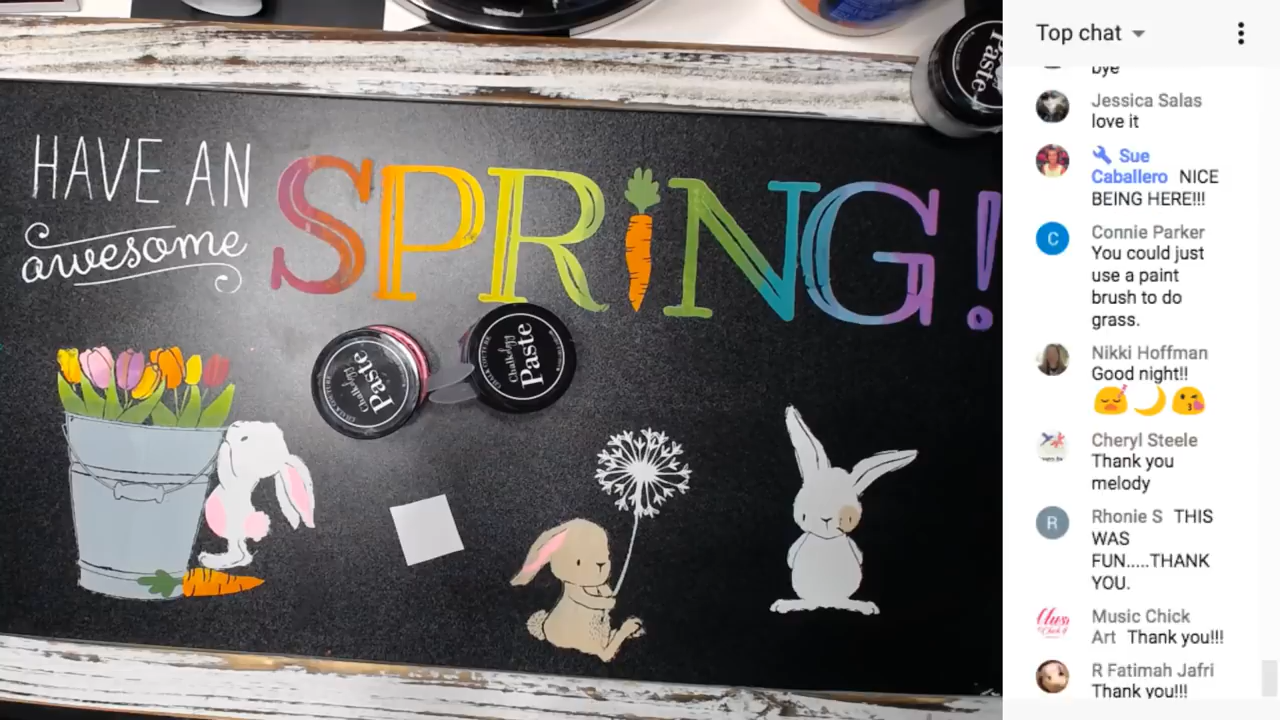 HAVE AN
awesome
SPRING!
Chalkology
Paste
CHALK COUTURE
Chalkology
Paste
Paste
Top chat
bye
Jessica Salas
love it
Sue
Caballero NICE
BEING HERE!!!
Connie Parker
You could just
use a paint
brush to do
grass.
Nikki Hoffman
Good night!!
🥱🌙😘
Cheryl Steele
Thank you
melody
C
R
Rhonie S THIS
WAS
FUN.....THANK
YOU.
Music Chick
Art Thank you!!!
R Fatimah Jafri
Thank you!!!